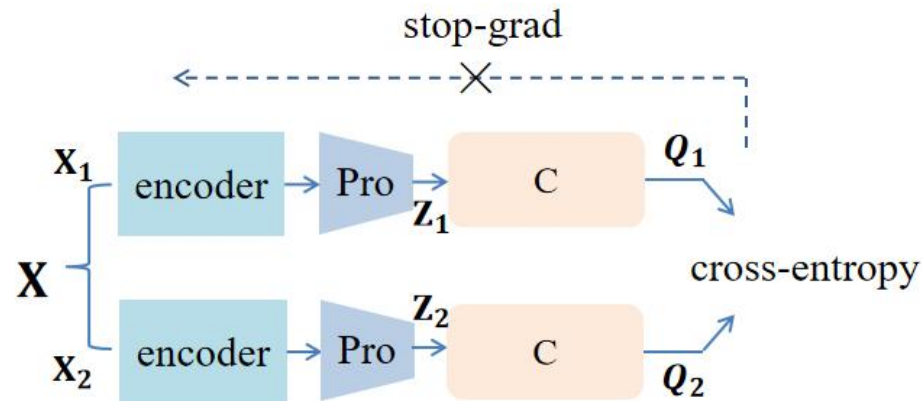 stop-grad
X₁
encoder
Pro
Z₁
C
Q₁
X
cross-entropy
X₂
encoder
Pro
Z₂
C
Q₂